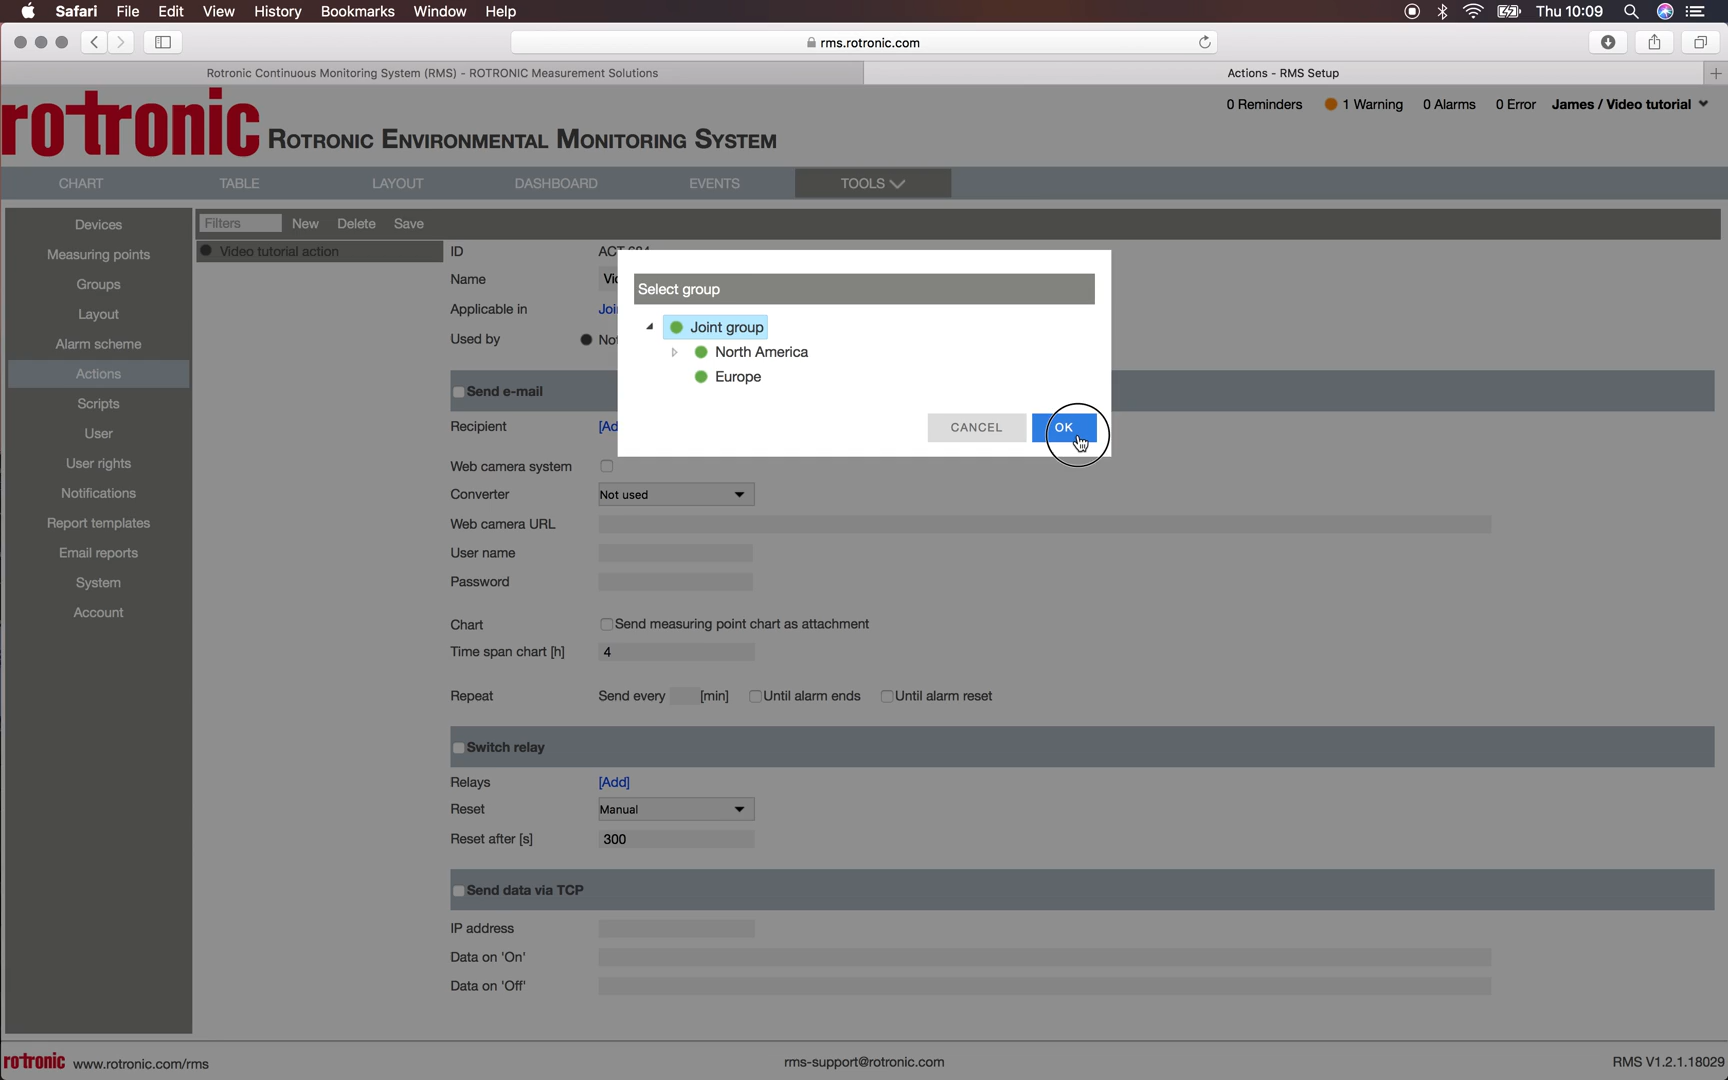 Safari File Edit View History Bookmarks Window Help Thu 10:09
rms.rotronic.com
Rotronic Continuous Monitoring System (RMS) - ROTRONIC Measurement Solutions Actions - RMS Setup
rotronic ROTRONIC ENVIRONMENTAL MONITORING SYSTEM
0 Reminders 1 Warning 0 Alarms 0 Error James / Video tutorial
CHART TABLE LAYOUT DASHBOARD EVENTS TOOLS
Devices
Measuring points
Groups
Layout
Alarm scheme
Actions
Scripts
User
User rights
Notifications
Report templates
Email reports
System
Account
Filters New Delete Save
Video tutorial action
ID
Name
Applicable in
Used by
Select group
Joint group
North America
Europe
CANCEL OK
Send e-mail
Recipient
Web camera system
Converter Not used
Web camera URL
User name
Password
Chart Send measuring point chart as attachment
Time span chart [h] 4
Repeat Send every [min] Until alarm ends Until alarm reset
Switch relay
Relays [Add]
Reset Manual
Reset after [s] 300
Send data via TCP
IP address
Data on 'On'
Data on 'Off'
rotronic www.rotronic.com/rms rms-support@rotronic.com RMS V1.2.1.18029